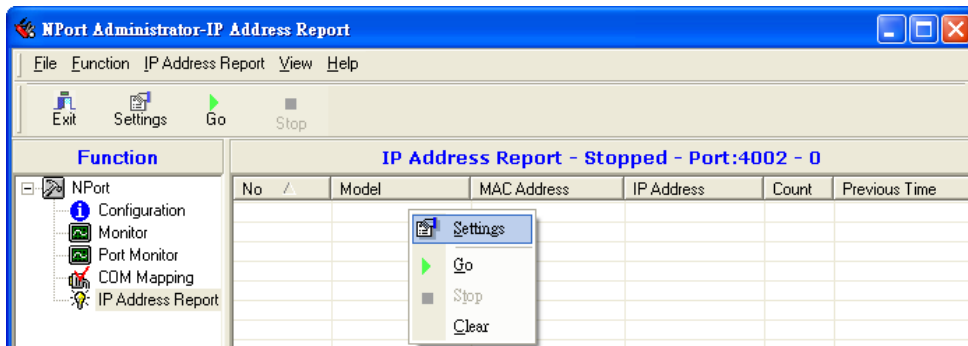 NPort Administrator-IP Address Report
File Function IP Address Report View Help
Exit Settings Go Stop
Function
IP Address Report - Stopped - Port:4002 - 0
NPort
Configuration
Monitor
Port Monitor
COM Mapping
IP Address Report
No Model MAC Address IP Address Count Previous Time
Settings
Go
Stop
Clear